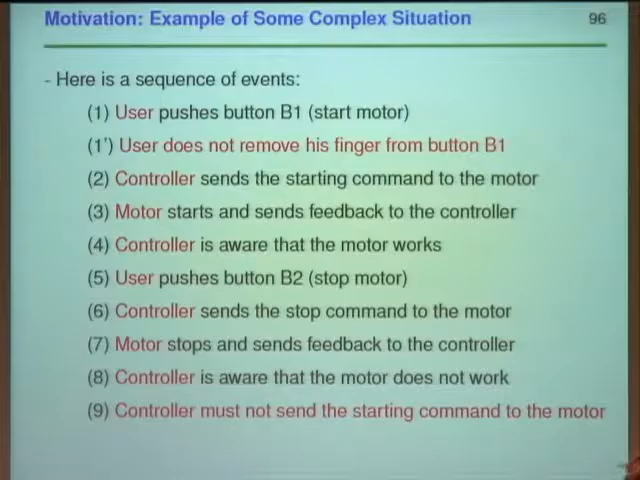 Motivation: Example of Some Complex Situation 96
- Here is a sequence of events:
(1) User pushes button B1 (start motor)
(1') User does not remove his finger from button B1
(2) Controller sends the starting command to the motor
(3) Motor starts and sends feedback to the controller
(4) Controller is aware that the motor works
(5) User pushes button B2 (stop motor)
(6) Controller sends the stop command to the motor
(7) Motor stops and sends feedback to the controller
(8) Controller is aware that the motor does not work
(9) Controller must not send the starting command to the motor